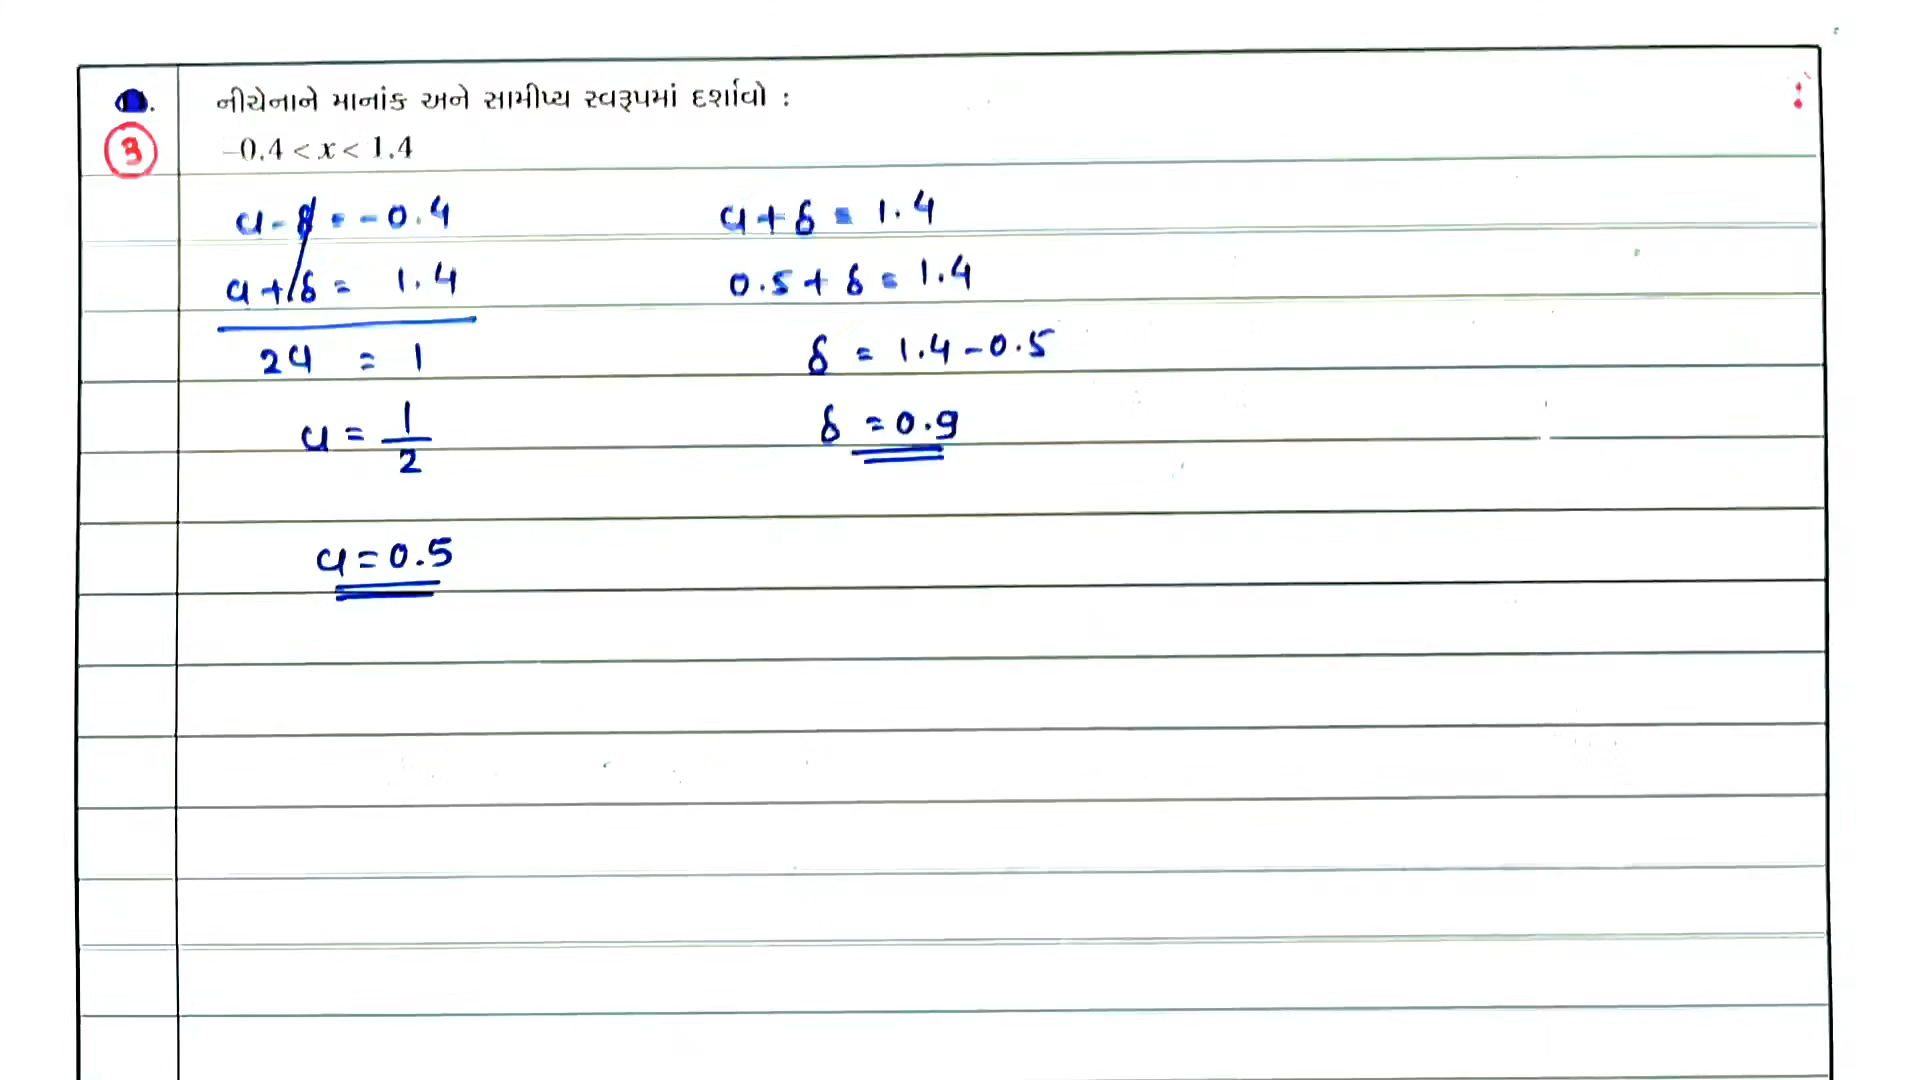 નીચેનાને માનાંક અને સામીપ્ય સ્વરૂપમાં દર્શાવો :
3
–0.4 < x < 1.4
a - δ = -0.4
a + δ = 1.4
2a = 1
a = 1/2
a = 0.5
a + δ = 1.4
0.5 + δ = 1.4
δ = 1.4 - 0.5
δ = 0.9